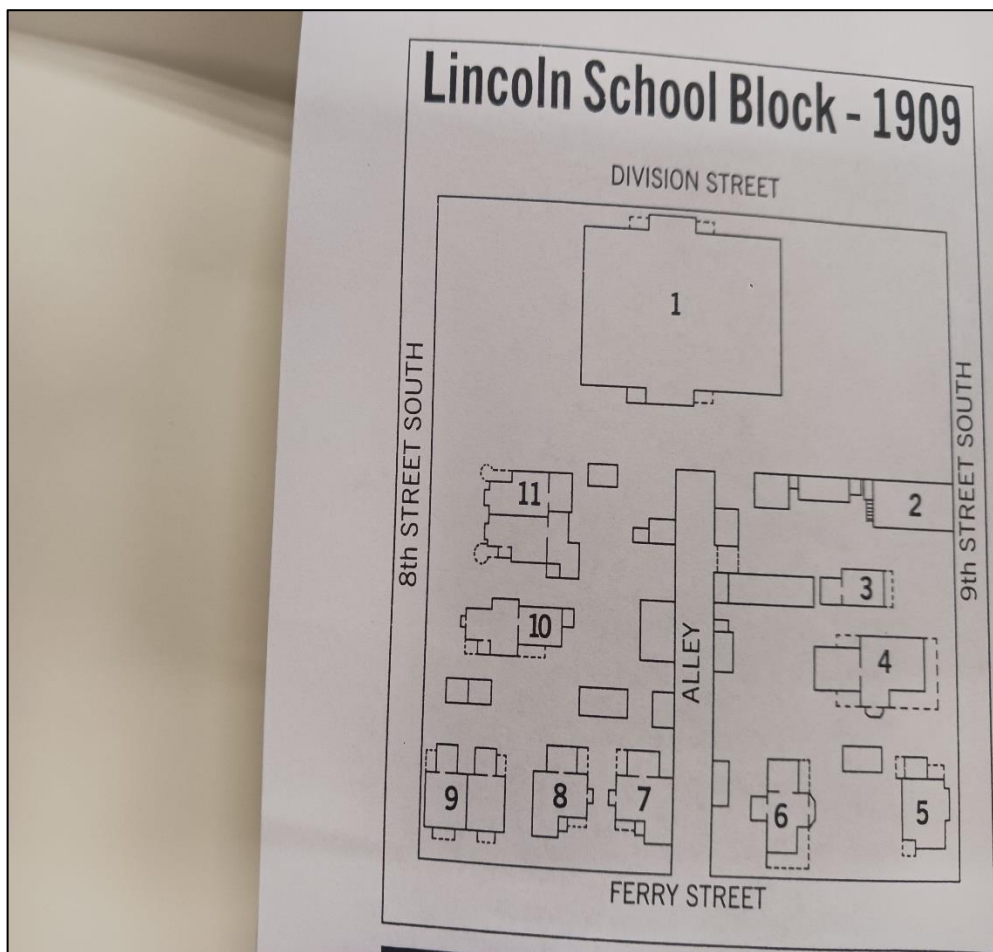 Lincoln School Block - 1909
DIVISION STREET
8th STREET SOUTH
9th STREET SOUTH
1
11
2
3
10
ALLEY
4
9
8
7
6
5
FERRY STREET